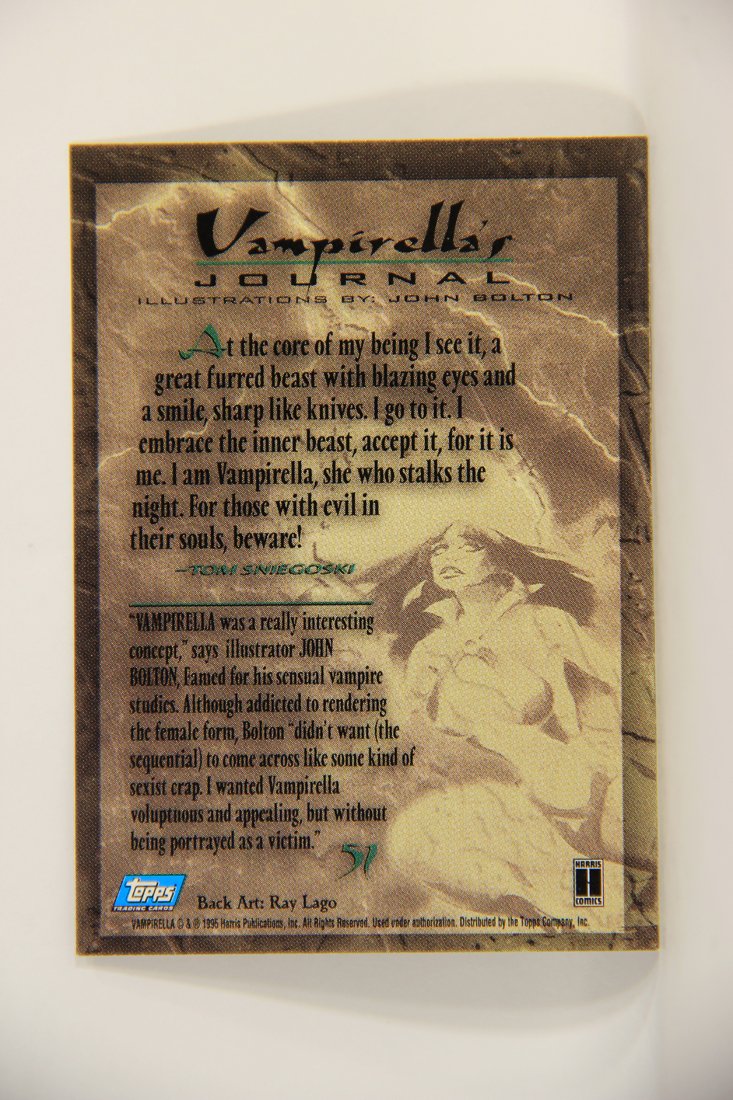 Vampirella's
JOURNAL
ILLUSTRATIONS BY: JOHN BOLTON
At the core of my being I see it, a
great furred beast with blazing eyes and
a smile, sharp like knives. I go to it. I
embrace the inner beast, accept it, for it is
me. I am Vampirella, she who stalks the
night. For those with evil in
their souls, beware!
–TOM SNIEGOSKI
"VAMPIRELLA was a really interesting
concept," says illustrator JOHN
BOLTON, famed for his sensual vampire
studies. Although addicted to rendering
the female form, Bolton "didn't want (the
sequential) to come across like some kind of
sexist crap. I wanted Vampirella
voluptuous and appealing, but without
being portrayed as a victim."
51
Topps
TRADING CARDS
Back Art: Ray Lago
HARRIS
H
COMICS
VAMPIRELLA © & ® 1995 Harris Publications, Inc. All Rights Reserved. Used under authorization. Distributed by the Topps Company, Inc.